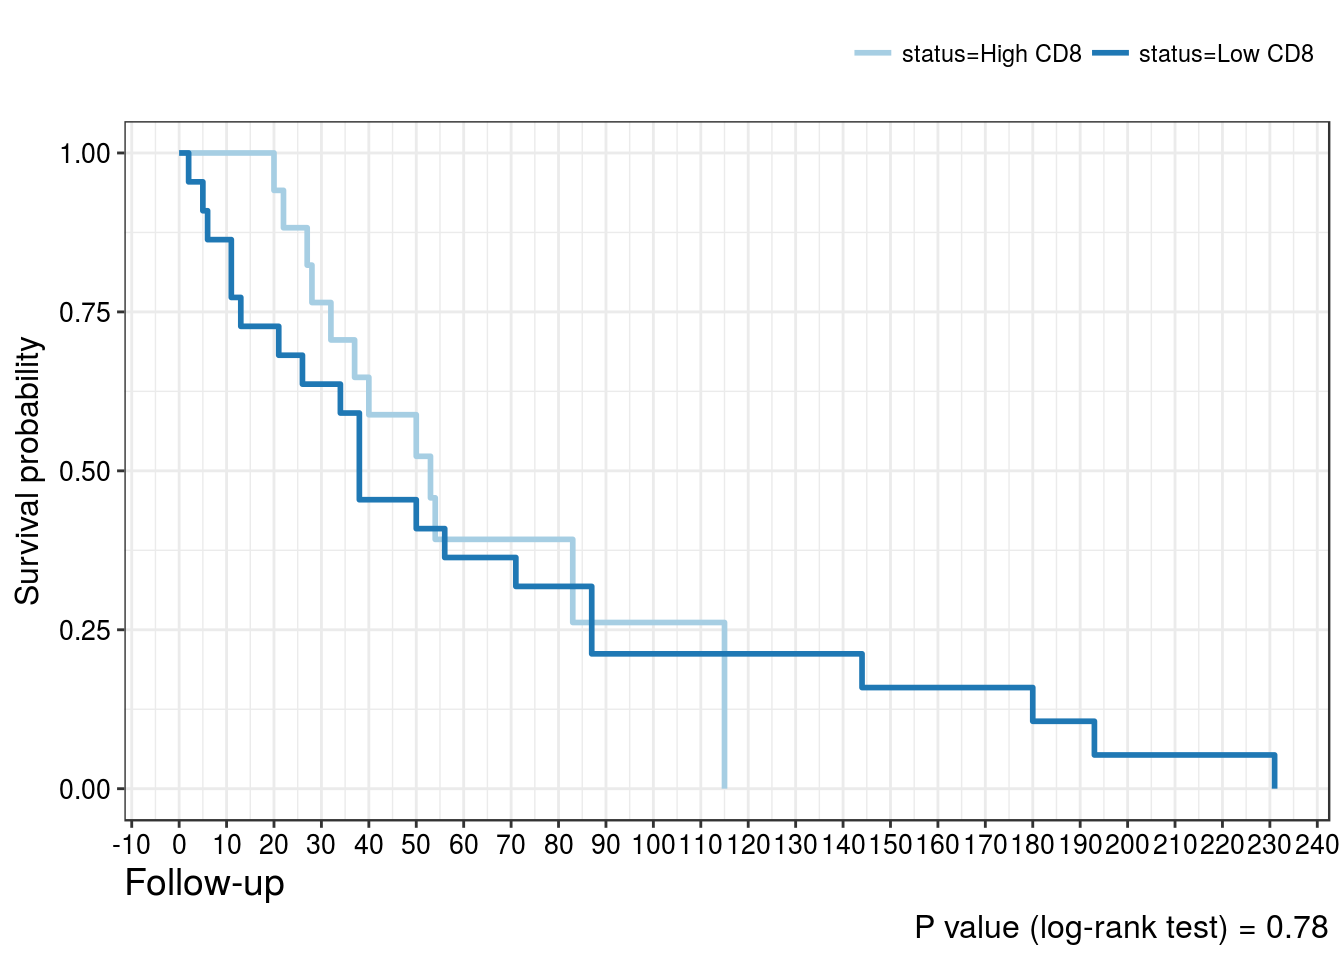 status=High CD8 status=Low CD8
1.00
0.75
0.50
0.25
0.00
Survival probability
-10 0 10 20 30 40 50 60 70 80 90 100 110 120 130 140 150 160 170 180 190 200 210 220 230 240
Follow-up
P value (log-rank test) = 0.78